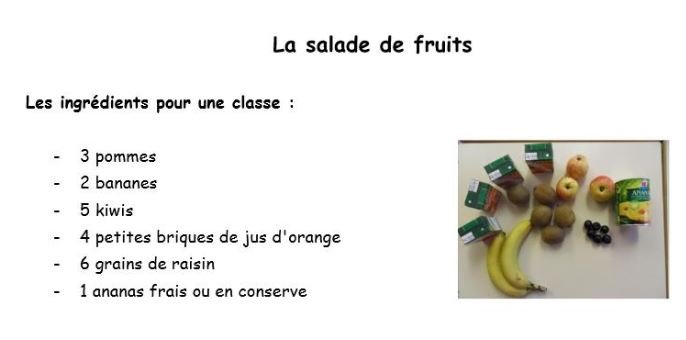 La salade de fruits
Les ingrédients pour une classe :
- 3 pommes
- 2 bananes
- 5 kiwis
- 4 petites briques de jus d'orange
- 6 grains de raisin
- 1 ananas frais ou en conserve